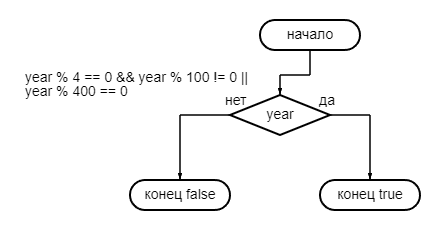 начало
year % 4 == 0 && year % 100 != 0 ||
year % 400 == 0
нет
да
year
конец false
конец true